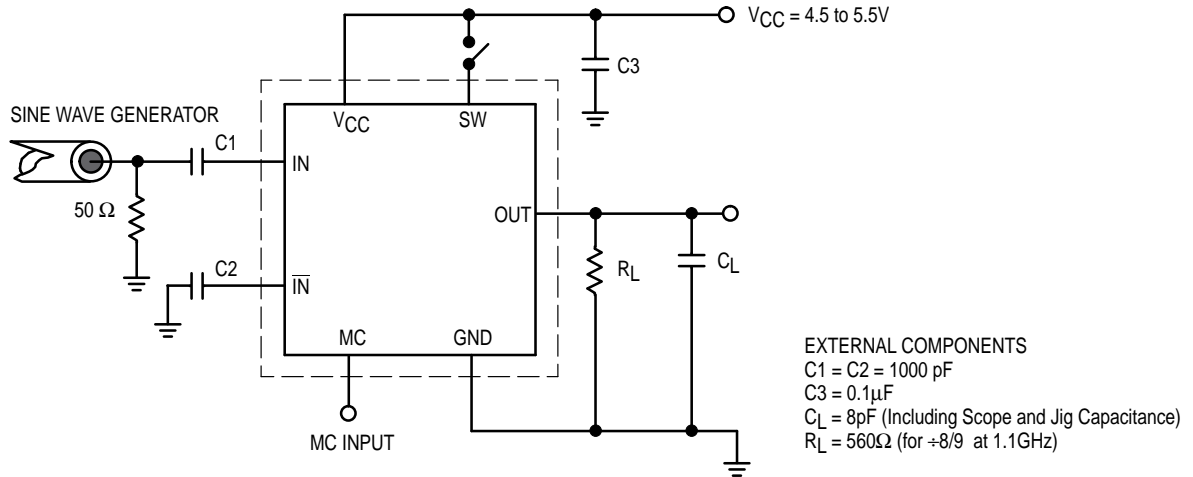 VCC = 4.5 to 5.5V
C3
SINE WAVE GENERATOR
VCC
SW
C1
IN
50 Ω
OUT
RL
CL
C2
I̅N̅
MC
GND
MC INPUT
EXTERNAL COMPONENTS
C1 = C2 = 1000 pF
C3 = 0.1μF
CL = 8pF (Including Scope and Jig Capacitance)
RL = 560Ω (for ÷8/9 at 1.1GHz)